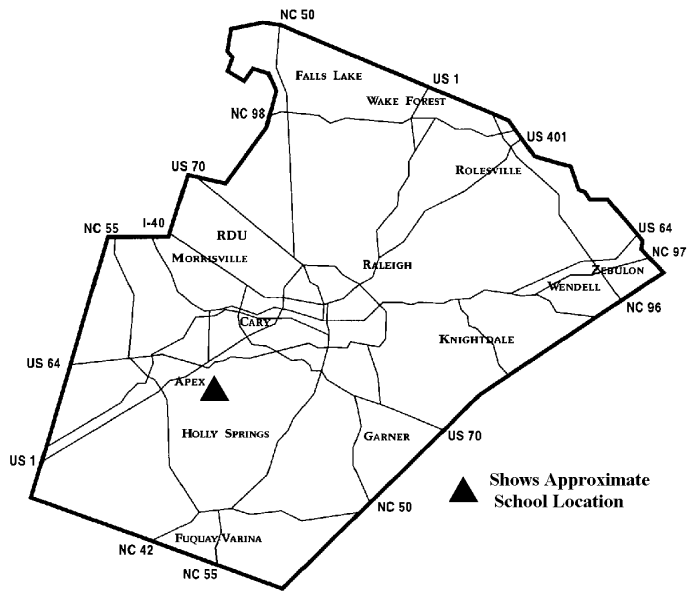 NC 50
FALLS LAKE
US 1
WAKE FOREST
NC 98
US 401
US 70
ROLESVILLE
NC 55
I-40
RDU
US 64
MORRISVILLE
RALEIGH
NC 97
ZEBULON
WENDELL
NC 96
CARY
KNIGHTDALE
US 64
APEX
HOLLY SPRINGS
GARNER
US 70
US 1
Shows Approximate
School Location
NC 50
FUQUAY VARINA
NC 42
NC 55